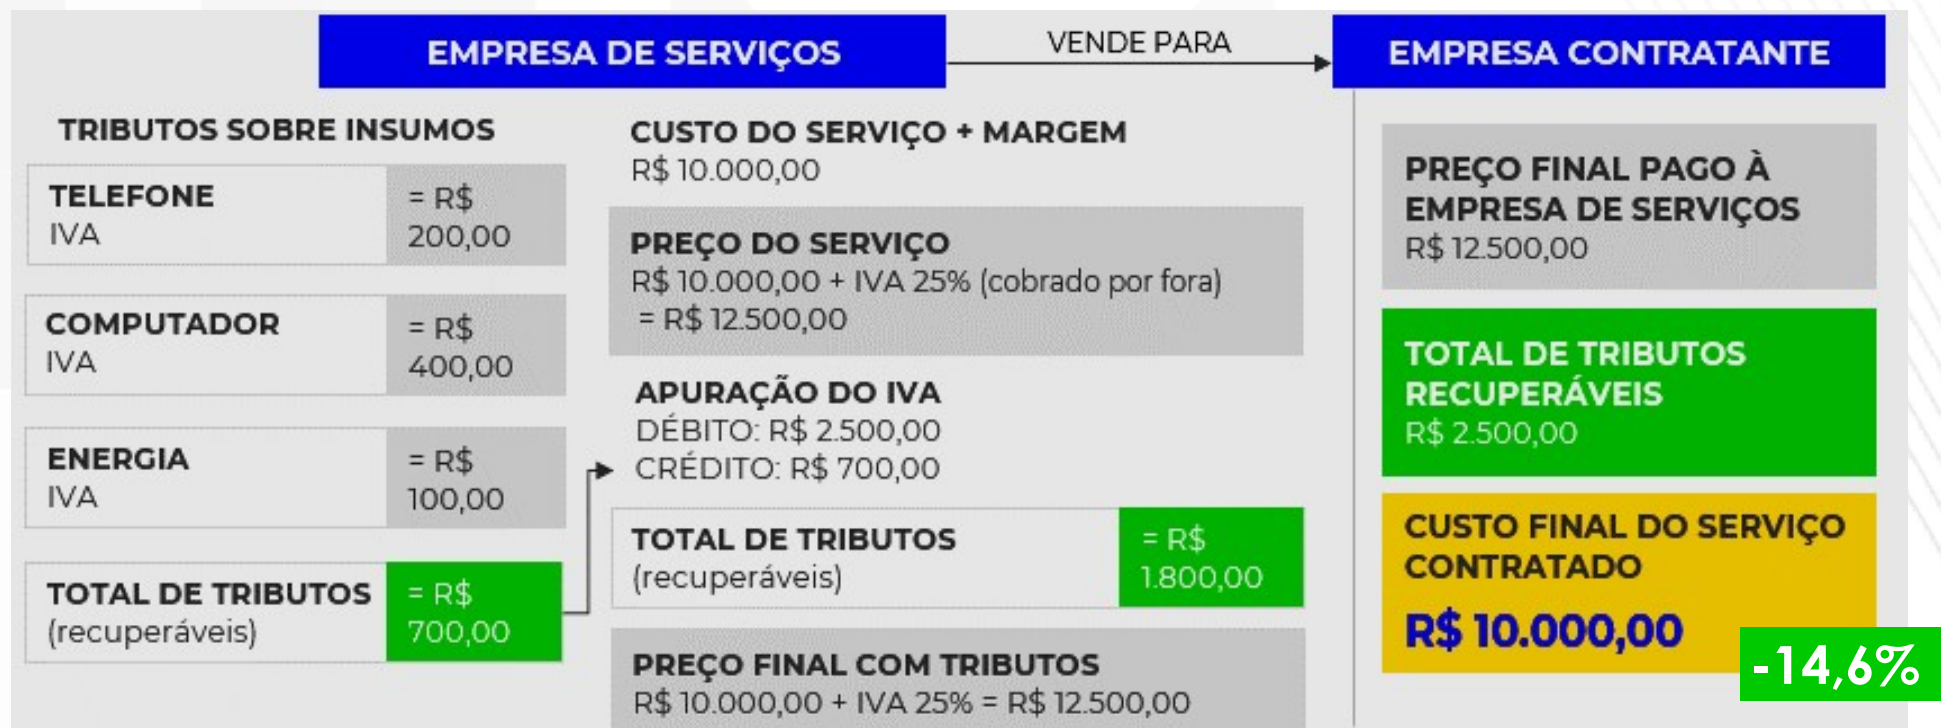 EMPRESA DE SERVIÇOS
VENDE PARA
EMPRESA CONTRATANTE
TRIBUTOS SOBRE INSUMOS
TELEFONE
IVA
= R$
200,00
COMPUTADOR
IVA
= R$
400,00
ENERGIA
IVA
= R$
100,00
TOTAL DE TRIBUTOS
(recuperáveis)
= R$
700,00
CUSTO DO SERVIÇO + MARGEM
R$ 10.000,00
PREÇO DO SERVIÇO
R$ 10.000,00 + IVA 25% (cobrado por fora)
= R$ 12.500,00
APURAÇÃO DO IVA
DÉBITO: R$ 2.500,00
CRÉDITO: R$ 700,00
TOTAL DE TRIBUTOS
(recuperáveis)
= R$
1.800,00
PREÇO FINAL COM TRIBUTOS
R$ 10.000,00 + IVA 25% = R$ 12.500,00
PREÇO FINAL PAGO À
EMPRESA DE SERVIÇOS
R$ 12.500,00
TOTAL DE TRIBUTOS
RECUPERÁVEIS
R$ 2.500,00
CUSTO FINAL DO SERVIÇO
CONTRATADO
R$ 10.000,00
-14,6%